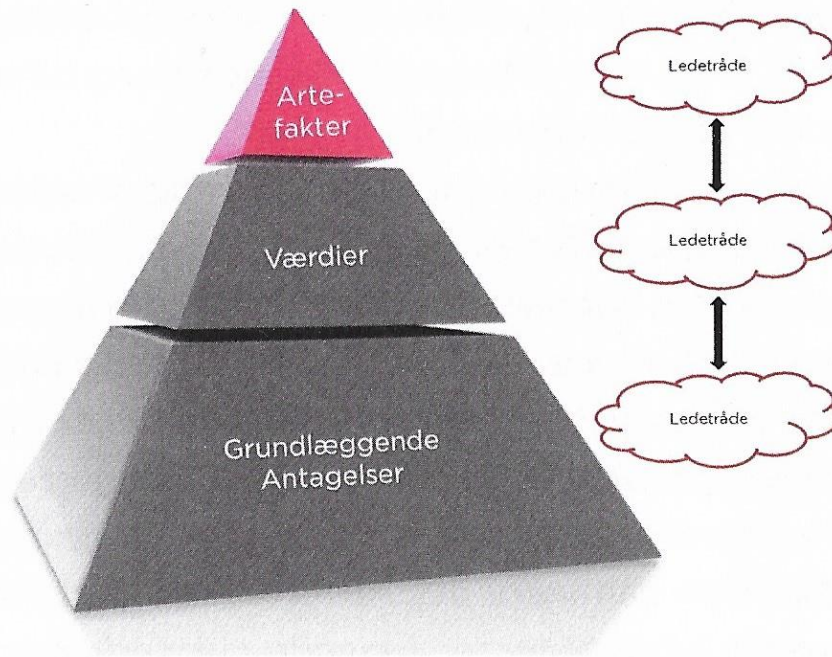 Arte-
fakter
Værdier
Grundlæggende
Antagelser
Ledetråde
Ledetråde
Ledetråde